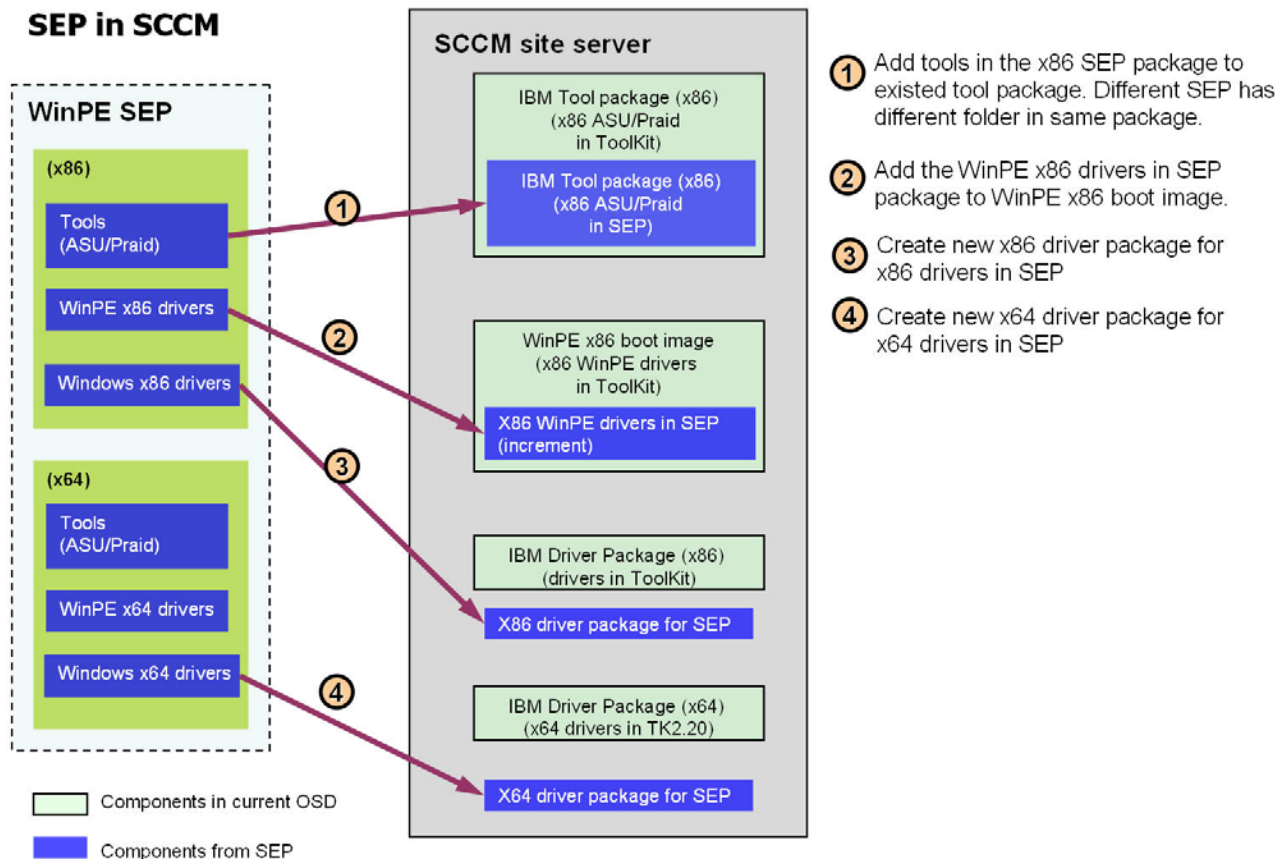 SEP in SCCM
WinPE SEP
(x86)
Tools
(ASU/Praid)
WinPE x86 drivers
Windows x86 drivers
(x64)
Tools
(ASU/Praid)
WinPE x64 drivers
Windows x64 drivers
1
2
3
4
SCCM site server
IBM Tool package (x86)
(x86 ASU/Praid
in ToolKit)
IBM Tool package (x86)
(x86 ASU/Praid
in SEP)
WinPE x86 boot image
(x86 WinPE drivers
in ToolKit)
X86 WinPE drivers in SEP
(increment)
IBM Driver Package (x86)
(drivers in ToolKit)
X86 driver package for SEP
IBM Driver Package (x64)
(x64 drivers in TK2.20)
X64 driver package for SEP
1 Add tools in the x86 SEP package to
existed tool package. Different SEP has
different folder in same package.
2 Add the WinPE x86 drivers in SEP
package to WinPE x86 boot image.
3 Create new x86 driver package for
x86 drivers in SEP
4 Create new x64 driver package for
x64 drivers in SEP
Components in current OSD
Components from SEP